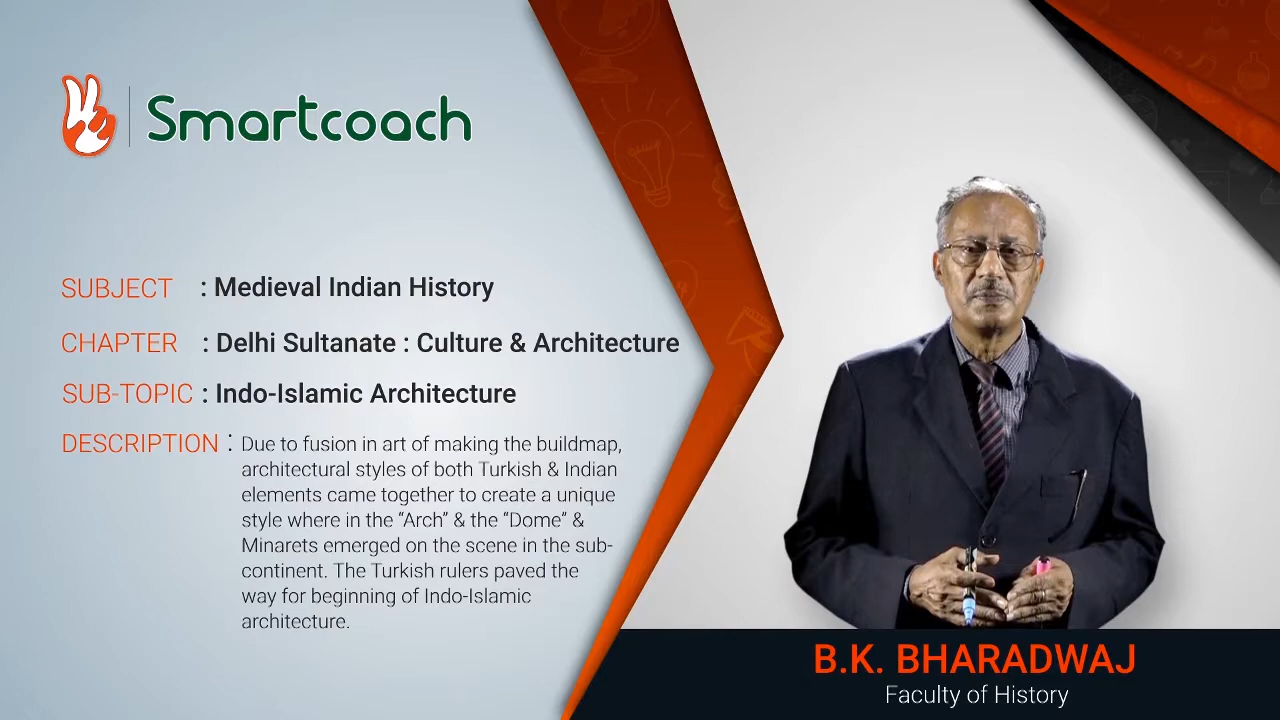 Smartcoach
SUBJECT : Medieval Indian History
CHAPTER : Delhi Sultanate : Culture & Architecture
SUB-TOPIC : Indo-Islamic Architecture
DESCRIPTION : Due to fusion in art of making the buildmap,
architectural styles of both Turkish & Indian
elements came together to create a unique
style where in the “Arch” & the “Dome” &
Minarets emerged on the scene in the sub-
continent. The Turkish rulers paved the
way for beginning of Indo-Islamic
architecture.
B.K. BHARADWAJ
Faculty of History